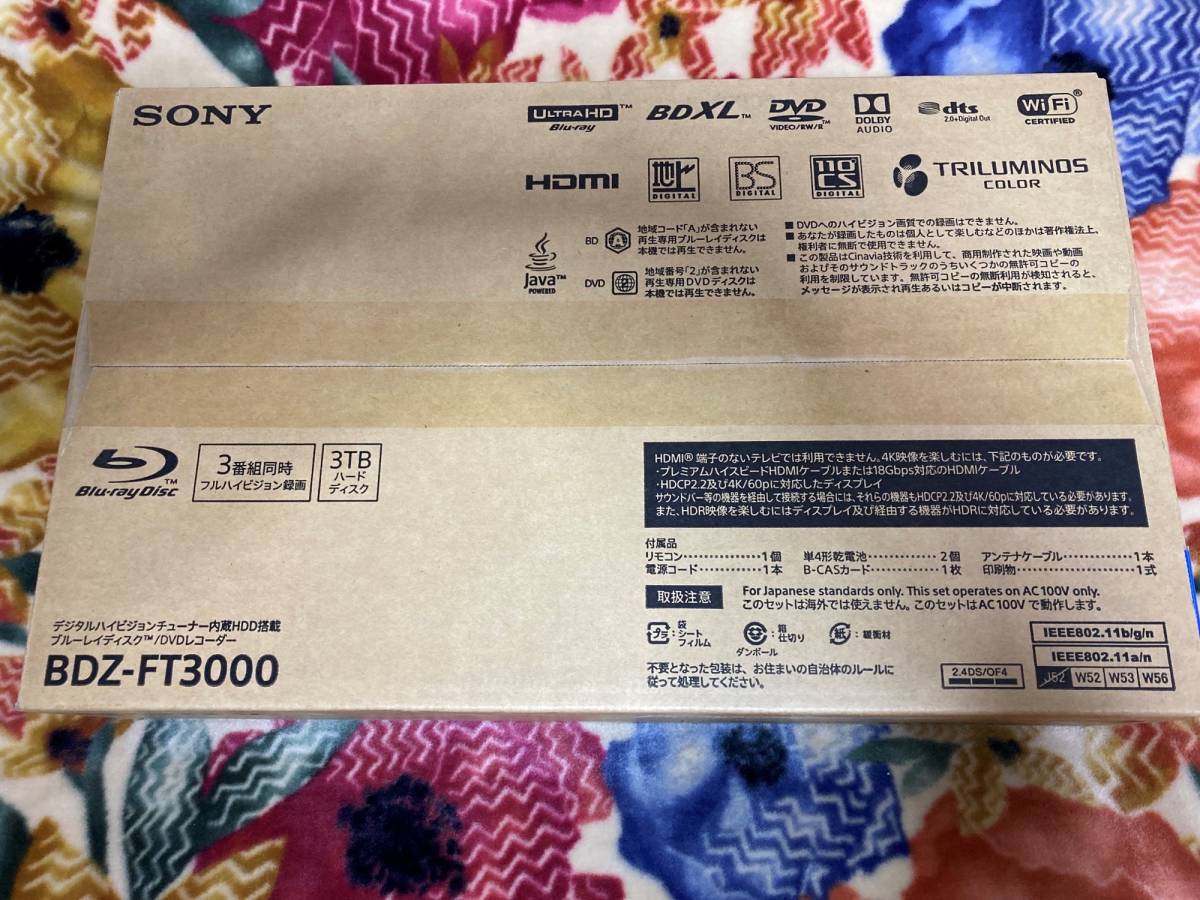 SONY
ULTRA HD™ Blu-ray
BDXL™
DVD VIDEO/RW/R™
DOLBY AUDIO
dts 2.0+Digital Out
Wi Fi® CERTIFIED
HDMI
地上 DIGITAL
BS DIGITAL
110°CS DIGITAL
TRILUMINOS COLOR
Java™ POWERED
BD A
地域コード「A」が含まれない
再生専用ブルーレイディスクは
本機では再生できません。
DVD 2
地域番号「2」が含まれない
再生専用DVDディスクは
本機では再生できません。
■DVDへのハイビジョン画質での録画はできません。
■あなたが録画したものは個人として楽しむなどのほかは著作権法上、
権利者に無断で使用できません。
■この製品はCinavia技術を利用して、商用制作された映画や動画
およびそのサウンドトラックのうちいくつかの無許可コピーの
利用を制限しています。無許可コピーの無断利用が検知されると、
メッセージが表示され再生あるいはコピーが中断されます。
Blu-ray Disc™
3番組同時
フルハイビジョン録画
3TB
ハード
ディスク
HDMI®端子のないテレビでは利用できません。4K映像を楽しむには、下記のものが必要です。
・プレミアムハイスピードHDMIケーブルまたは18Gbps対応のHDMIケーブル
・HDCP2.2及び4K/60pに対応したディスプレイ
サウンドバー等の機器を経由して接続する場合には、それらの機器もHDCP2.2及び4K/60pに対応している必要があります。
また、HDR映像を楽しむにはディスプレイ及び経由する機器がHDRに対応している必要があります。
付属品
リモコン……………1個 単4形乾電池…………2個 アンテナケーブル…………1本
電源コード…………1本 B-CASカード…………1枚 印刷物……………………1式
取扱注意
For Japanese standards only. This set operates on AC100V only.
このセットは海外では使えません。このセットはAC100Vで動作します。
プラ：袋 シート フィルム
ダンボール：箱 仕切り
紙：緩衝材
不要となった包装は、お住まいの自治体のルールに
従って処理してください。
2.4DS/OF4
IEEE802.11b/g/n
IEEE802.11a/n
J52 W52 W53 W56
デジタルハイビジョンチューナー内蔵HDD搭載
ブルーレイディスク™/DVDレコーダー
BDZ-FT3000